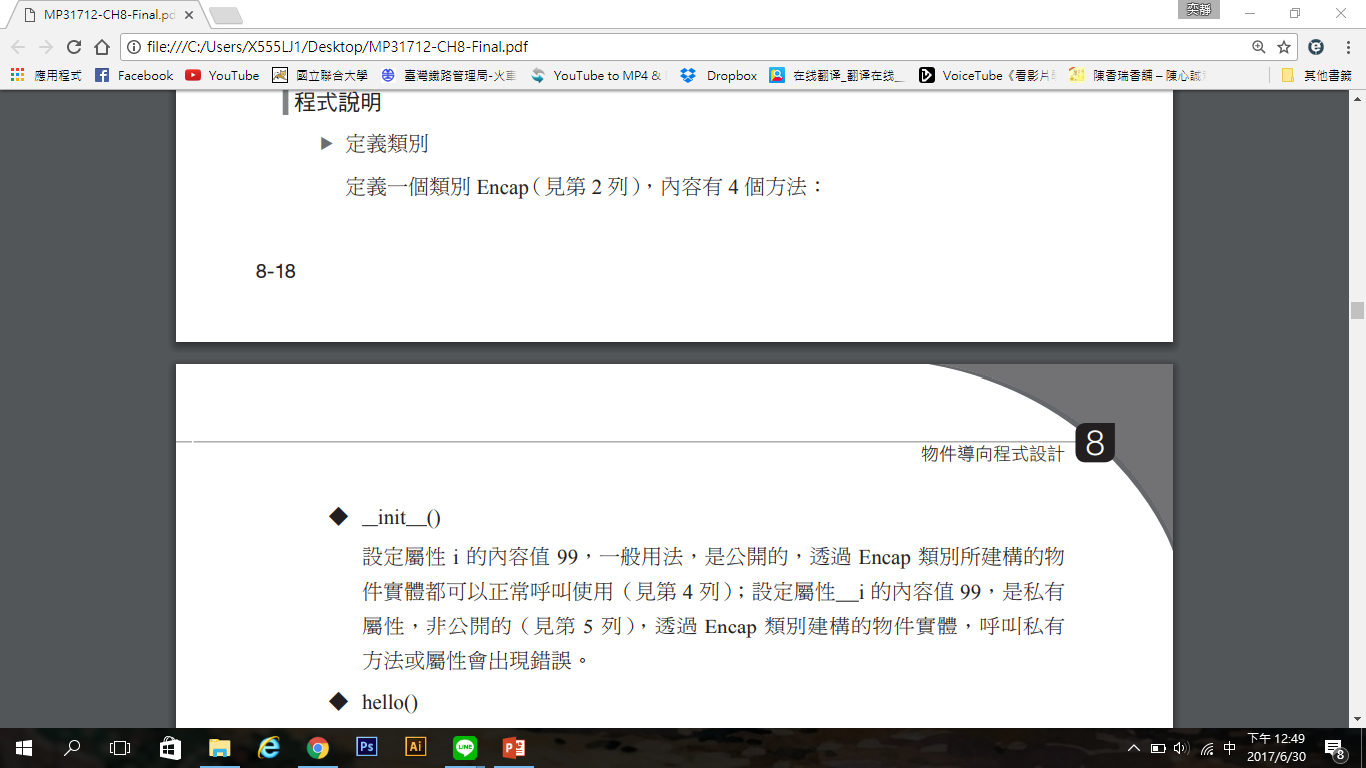 MP31712-CH8-Final.pd
奕靜
file:///C:/Users/X555LJ1/Desktop/MP31712-CH8-Final.pdf
應用程式 Facebook YouTube 國立聯合大學 臺灣鐵路管理局-火車 YouTube to MP4 & Dropbox 在线翻译_翻译在线_ VoiceTube《看影片 陳香瑞香舖 – 陳心誠 其他書籤
程式說明
▶ 定義類別
定義一個類別 Encap（見第 2 列），內容有 4 個方法：
8-18
物件導向程式設計 8
◆ __init__()
設定屬性 i 的內容值 99，一般用法，是公開的，透過 Encap 類別所建構的物
件實體都可以正常呼叫使用（見第 4 列）；設定屬性__i 的內容值 99，是私有
屬性，非公開的（見第 5 列），透過 Encap 類別建構的物件實體，呼叫私有
方法或屬性會出現錯誤。
◆ hello()
Ps Ai LINE 中 下午 12:49
2017/6/30 8